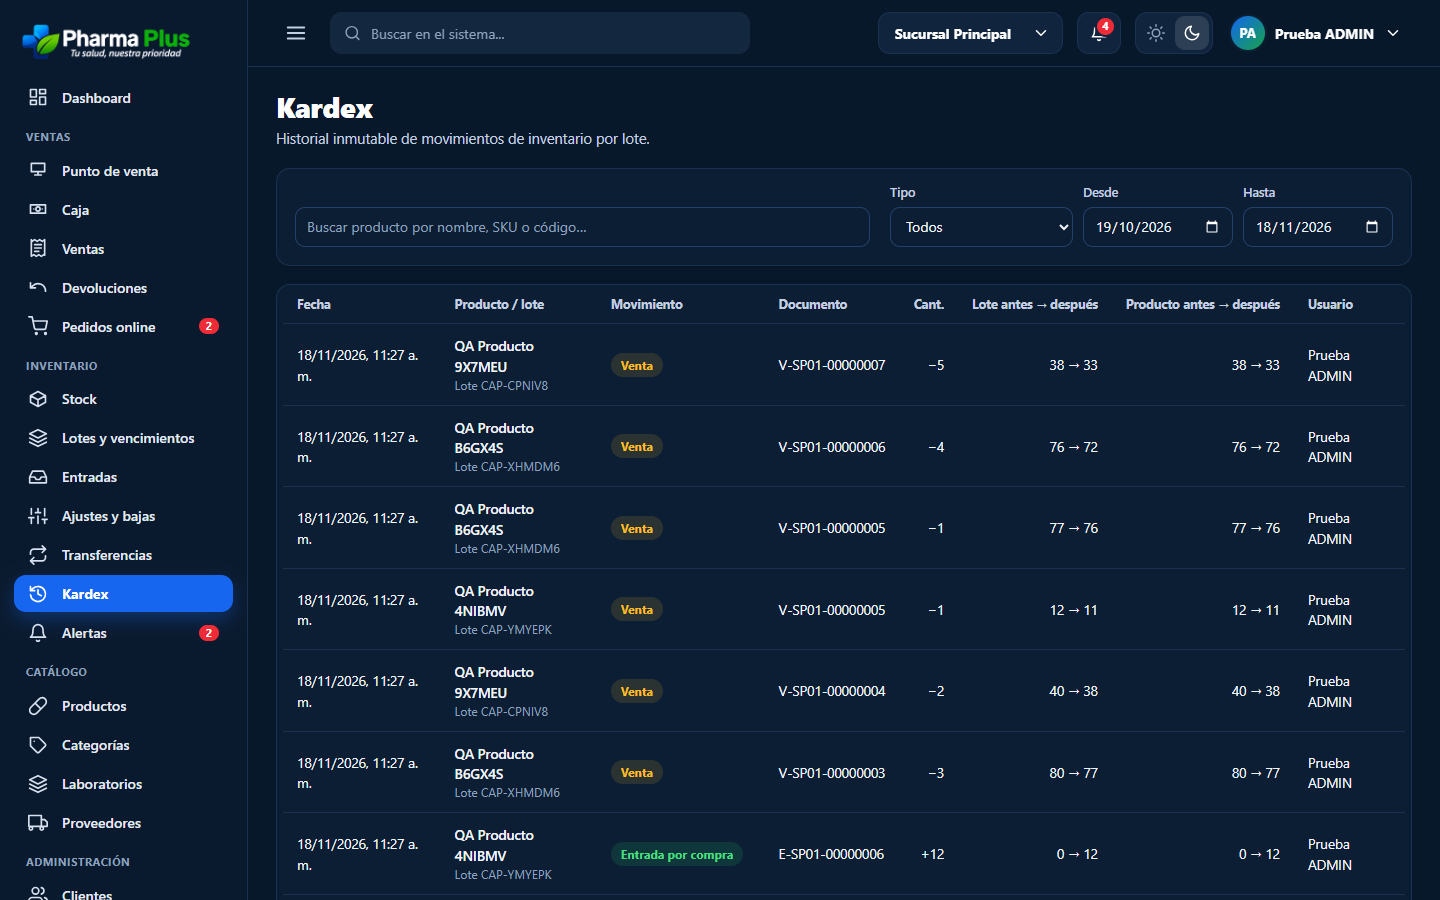 Pharma Plus
Tu salud, nuestra prioridad
Buscar en el sistema...
Sucursal Principal
4
PA
Prueba ADMIN
Dashboard
VENTAS
Punto de venta
Caja
Ventas
Devoluciones
Pedidos online
2
INVENTARIO
Stock
Lotes y vencimientos
Entradas
Ajustes y bajas
Transferencias
Kardex
Alertas
2
CATÁLOGO
Productos
Categorías
Laboratorios
Proveedores
ADMINISTRACIÓN
Clientes
Kardex
Historial inmutable de movimientos de inventario por lote.
Buscar producto por nombre, SKU o código...
Tipo
Todos
Desde
19/10/2026
Hasta
18/11/2026
Fecha Producto / lote Movimiento Documento Cant. Lote antes → después Producto antes → después Usuario
18/11/2026, 11:27 a.
m.
QA Producto
9X7MEU
Lote CAP-CPNIV8
Venta
V-SP01-00000007
−5
38 → 33
38 → 33
Prueba
ADMIN
18/11/2026, 11:27 a.
m.
QA Producto
B6GX4S
Lote CAP-XHMDM6
Venta
V-SP01-00000006
−4
76 → 72
76 → 72
Prueba
ADMIN
18/11/2026, 11:27 a.
m.
QA Producto
B6GX4S
Lote CAP-XHMDM6
Venta
V-SP01-00000005
−1
77 → 76
77 → 76
Prueba
ADMIN
18/11/2026, 11:27 a.
m.
QA Producto
4NIBMV
Lote CAP-YMYEPK
Venta
V-SP01-00000005
−1
12 → 11
12 → 11
Prueba
ADMIN
18/11/2026, 11:27 a.
m.
QA Producto
9X7MEU
Lote CAP-CPNIV8
Venta
V-SP01-00000004
−2
40 → 38
40 → 38
Prueba
ADMIN
18/11/2026, 11:27 a.
m.
QA Producto
B6GX4S
Lote CAP-XHMDM6
Venta
V-SP01-00000003
−3
80 → 77
80 → 77
Prueba
ADMIN
18/11/2026, 11:27 a.
m.
QA Producto
4NIBMV
Lote CAP-YMYEPK
Entrada por compra
E-SP01-00000006
+12
0 → 12
0 → 12
Prueba
ADMIN